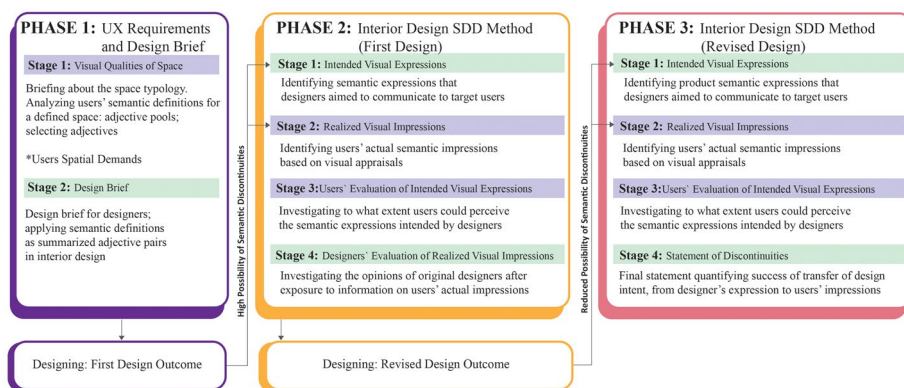 PHASE 1: UX Requirements
and Design Brief
Stage 1: Visual Qualities of Space
Briefing about the space typology.
Analyzing users' semantic definitions for
a defined space: adjective pools;
selecting adjectives
*Users Spatial Demands
Stage 2: Design Brief
Design brief for designers;
applying semantic definitions
as summarized adjective pairs
in interior design
Designing: First Design Outcome
High Possibility of Semantic Discontinuities
PHASE 2: Interior Design SDD Method
(First Design)
Stage 1: Intended Visual Expressions
Identifying semantic expressions that
designers aimed to communicate to target users
Stage 2: Realized Visual Impressions
Identifying users' actual semantic impressions
based on visual appraisals
Stage 3:Users` Evaluation of Intended Visual Expressions
Investigating to what extent users could perceive
the semantic expressions intended by designers
Stage 4: Designers` Evaluation of Realized Visual Impressions
Investigating the opinions of original designers after
exposure to information on users' actual impressions
Designing: Revised Design Outcome
Reduced Possibility of Semantic Discontinuities
PHASE 3: Interior Design SDD Method
(Revised Design)
Stage 1: Intended Visual Expressions
Identifying product semantic expressions that
designers aimed to communicate to users
Stage 2: Realized Visual Impressions
Identifying users' actual semantic impressions
based on visual appraisals
Stage 3:Users` Evaluation of Intended Visual Expressions
Investigating to what extent users could perceive
the semantic expressions intended by designers
Stage 4: Statement of Discontinuities
Final statement quantifying success of transfer of design
intent, from designer's expression to users' impressions